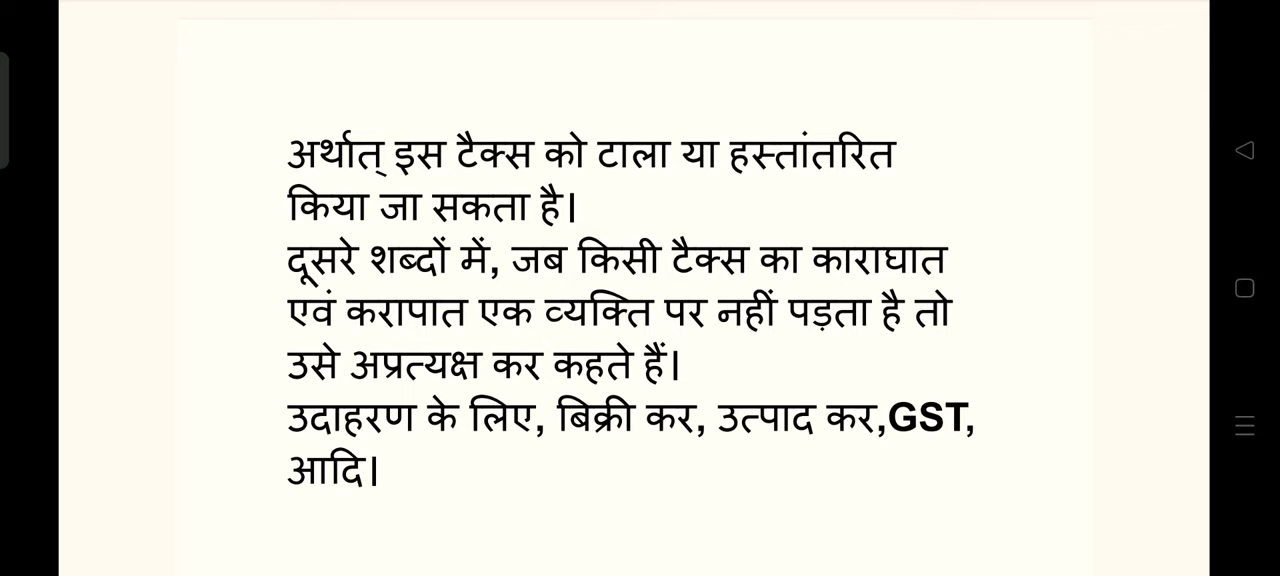 अर्थात् इस टैक्स को टाला या हस्तांतरित
किया जा सकता है।
दूसरे शब्दों में, जब किसी टैक्स का काराघात
एवं करापात एक व्यक्ति पर नहीं पड़ता है तो
उसे अप्रत्यक्ष कर कहते हैं।
उदाहरण के लिए, बिक्री कर, उत्पाद कर,GST,
आदि।